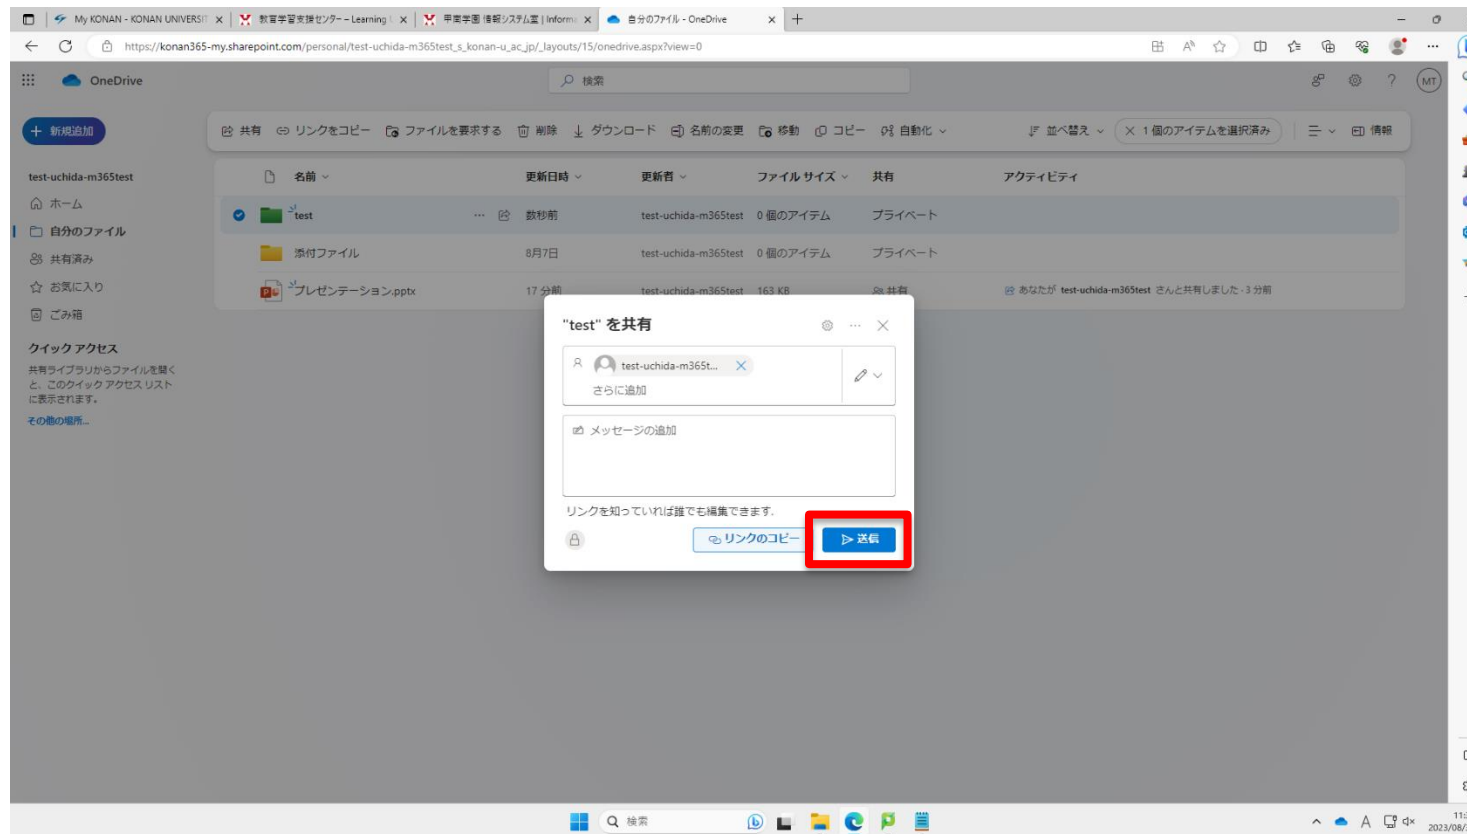 My KONAN - KONAN UNIVERSIT
教育学習支援センター – Learning
甲南学園 情報システム室 | Informa
自分のファイル - OneDrive
https://konan365-my.sharepoint.com/personal/test-uchida-m365test_s_konan-u_ac_jp/_layouts/15/onedrive.aspx?view=0
OneDrive
検索
MT
新規追加
共有 リンクをコピー ファイルを要求する 削除 ダウンロード 名前の変更 移動 コピー 自動化 並べ替え 1 個のアイテムを選択済み 情報
test-uchida-m365test
ホーム
自分のファイル
共有済み
お気に入り
ごみ箱
クイック アクセス
共有ライブラリからファイルを開く
と、このクイック アクセス リスト
に表示されます。
その他の場所...
名前 更新日時 更新者 ファイル サイズ 共有 アクティビティ
test 数秒前 test-uchida-m365test 0 個のアイテム プライベート
添付ファイル 8月7日 test-uchida-m365test 0 個のアイテム プライベート
プレゼンテーション.pptx 17 分前 test-uchida-m365test 163 KB 共有 あなたが test-uchida-m365test さんと共有しました · 3 分前
"test" を共有
test-uchida-m365t...
さらに追加
メッセージの追加
リンクを知っていれば誰でも編集できます.
リンクのコピー
送信
検索
A
11:
2023/08/